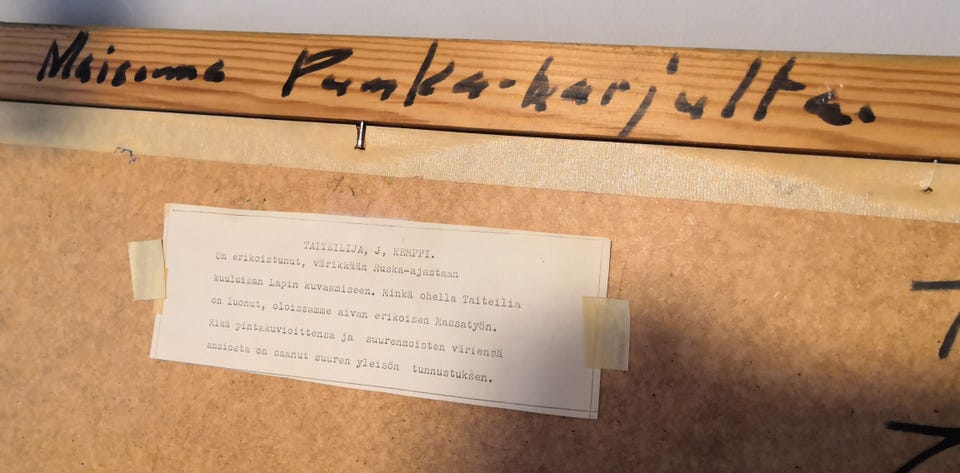 Maisema Punka-harjulta.
TAITEILIJA, J, KEMPPI.
On erikoistunut, värikkään Ruska-ajastaan
kuuluisan Lapin kuvasmiseen. Minkä ohella Taiteilia
on luonut, oloissamme aivan erikoisen Massatyön.
Mikä pintakuvioittensa ja suurenmoisten väriensä
ansiosta on saanut suuren yleisön tunnustuksen.